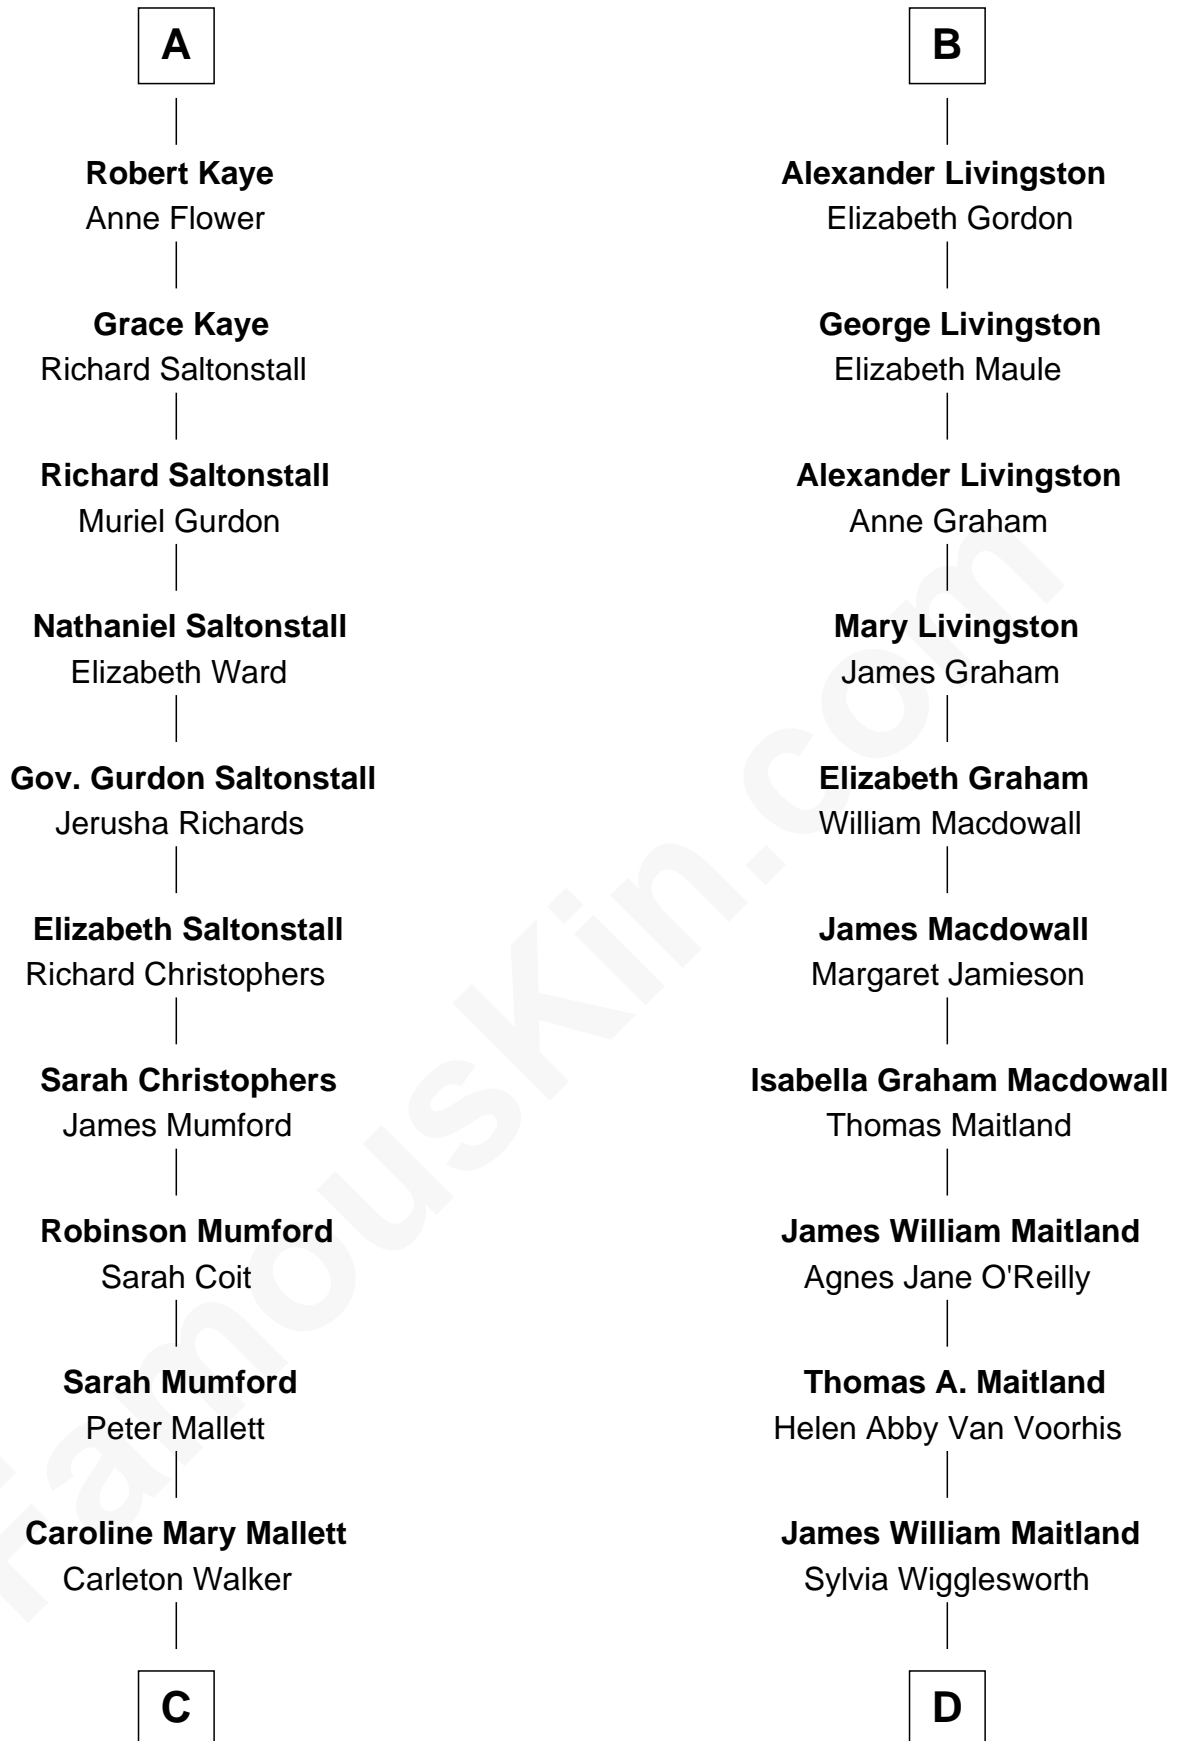 A
Robert Kaye
Anne Flower
Grace Kaye
Richard Saltonstall
Richard Saltonstall
Muriel Gurdon
Nathaniel Saltonstall
Elizabeth Ward
Gov. Gurdon Saltonstall
Jerusha Richards
Elizabeth Saltonstall
Richard Christophers
Sarah Christophers
James Mumford
Robinson Mumford
Sarah Coit
Sarah Mumford
Peter Mallett
Caroline Mary Mallett
Carleton Walker
C
B
Alexander Livingston
Elizabeth Gordon
George Livingston
Elizabeth Maule
Alexander Livingston
Anne Graham
Mary Livingston
James Graham
Elizabeth Graham
William Macdowall
James Macdowall
Margaret Jamieson
Isabella Graham Macdowall
Thomas Maitland
James William Maitland
Agnes Jane O'Reilly
Thomas A. Maitland
Helen Abby Van Voorhis
James William Maitland
Sylvia Wigglesworth
D
FamousKin.com